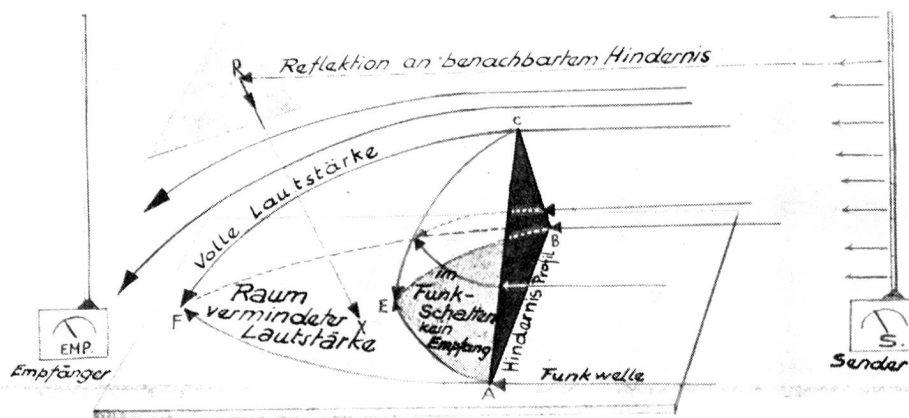 R
Reflektion an benachbartem Hindernis
C
Volle Lautstärke
B
Hindernis Profil
im
Funk-
Schatten
kein
Empfang
E
F
Raum
verminderter
Lautstärke
X
A
Funkwelle
EMP.
Empfänger
S.
Sender